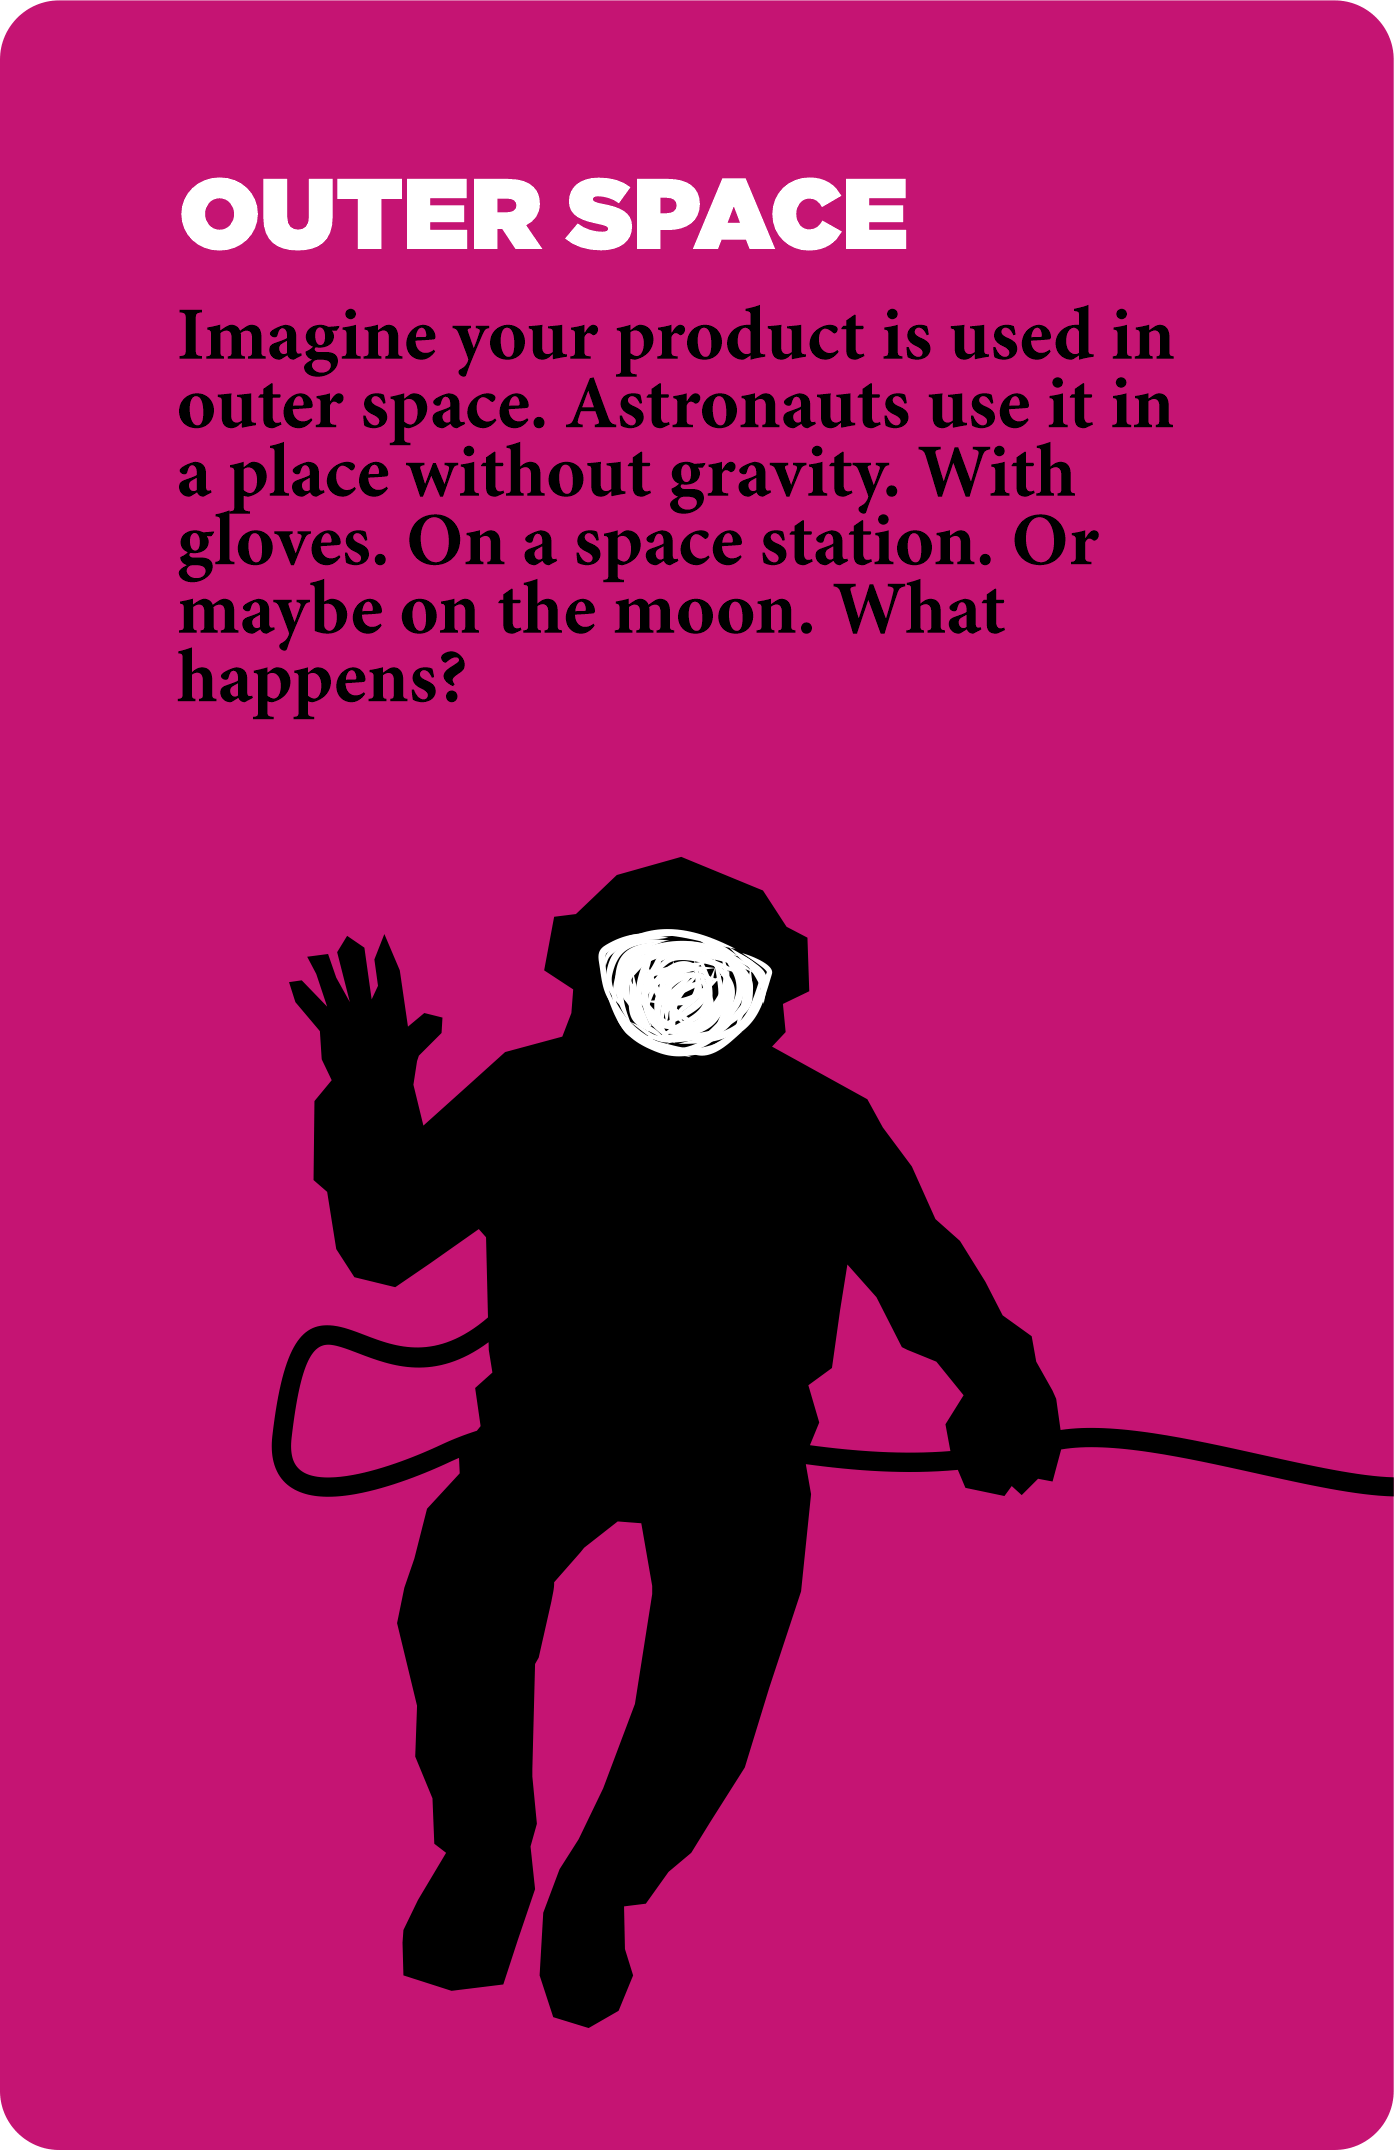 OUTER SPACE
Imagine your product is used in
outer space. Astronauts use it in
a place without gravity. With
gloves. On a space station. Or
maybe on the moon. What
happens?